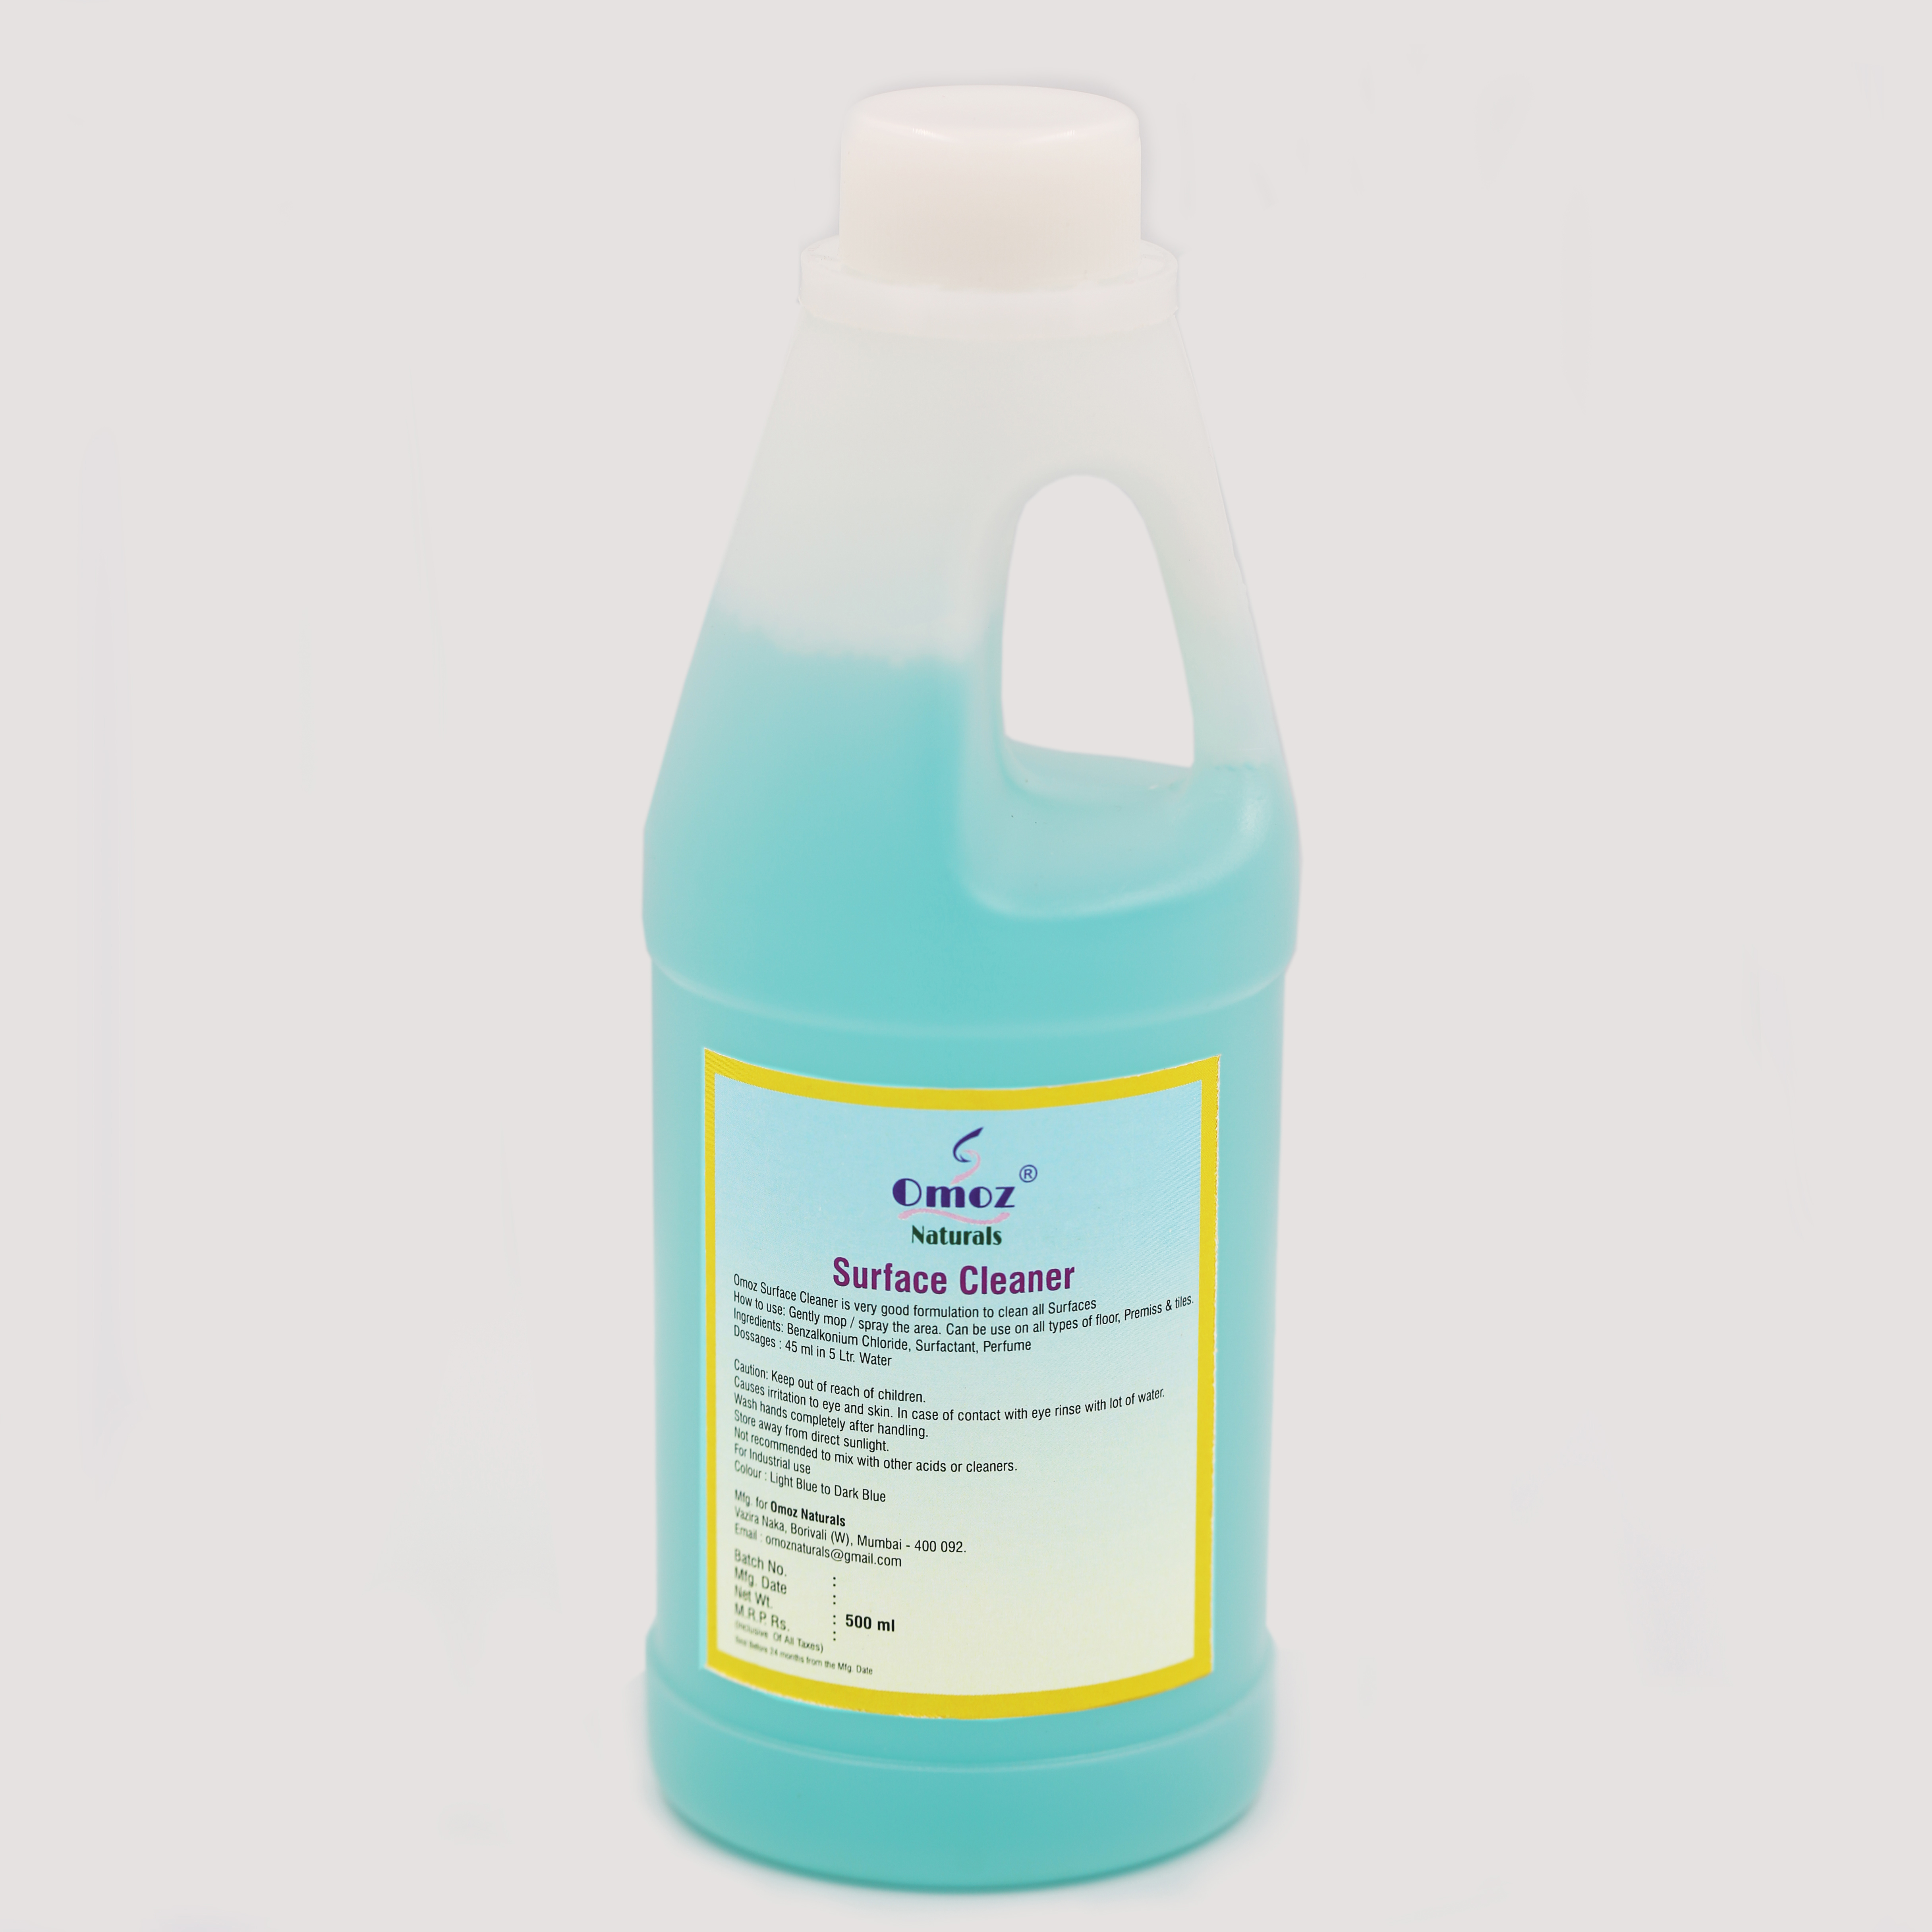 Omoz ®
Naturals
Surface Cleaner
Omoz Surface Cleaner is very good formulation to clean all Surfaces
How to use: Gently mop / spray the area. Can be use on all types of floor, Premiss & tiles.
Ingredients: Benzalkonium Chloride, Surfactant, Perfume
Dossages : 45 ml in 5 Ltr. Water
Caution: Keep out of reach of children.
Causes irritation to eye and skin. In case of contact with eye rinse with lot of water.
Wash hands completely after handling.
Store away from direct sunlight.
Not recommended to mix with other acids or cleaners.
For Industrial use
Colour : Light Blue to Dark Blue
Mfg. for Omoz Naturals
Vazira Naka, Borivali (W), Mumbai - 400 092.
Email : omoznaturals@gmail.com
Batch No. :
Mfg. Date :
Net Wt. : 500 ml
M.R.P. Rs. :
(Inclusive Of All Taxes)
Best Before 24 months from the Mfg. Date